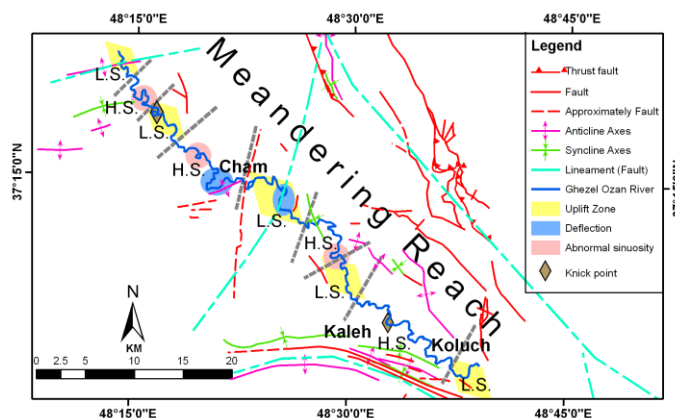 48°15'0"E
48°30'0"E
48°45'0"E
37°15'0"N
Meandering Reach
L.S.
H.S.
L.S.
H.S.
Cham
L.S.
H.S.
L.S.
Kaleh
H.S.
Koluch
L.S.
N
KM
0 2.5 5 10 15 20
Legend
Thrust fault
Fault
Approximately Fault
Anticline Axes
Syncline Axes
Lineament (Fault)
Ghezel Ozan River
Uplift Zone
Deflection
Abnormal sinuosity
Knick point
48°15'0"E
48°30'0"E
48°45'0"E